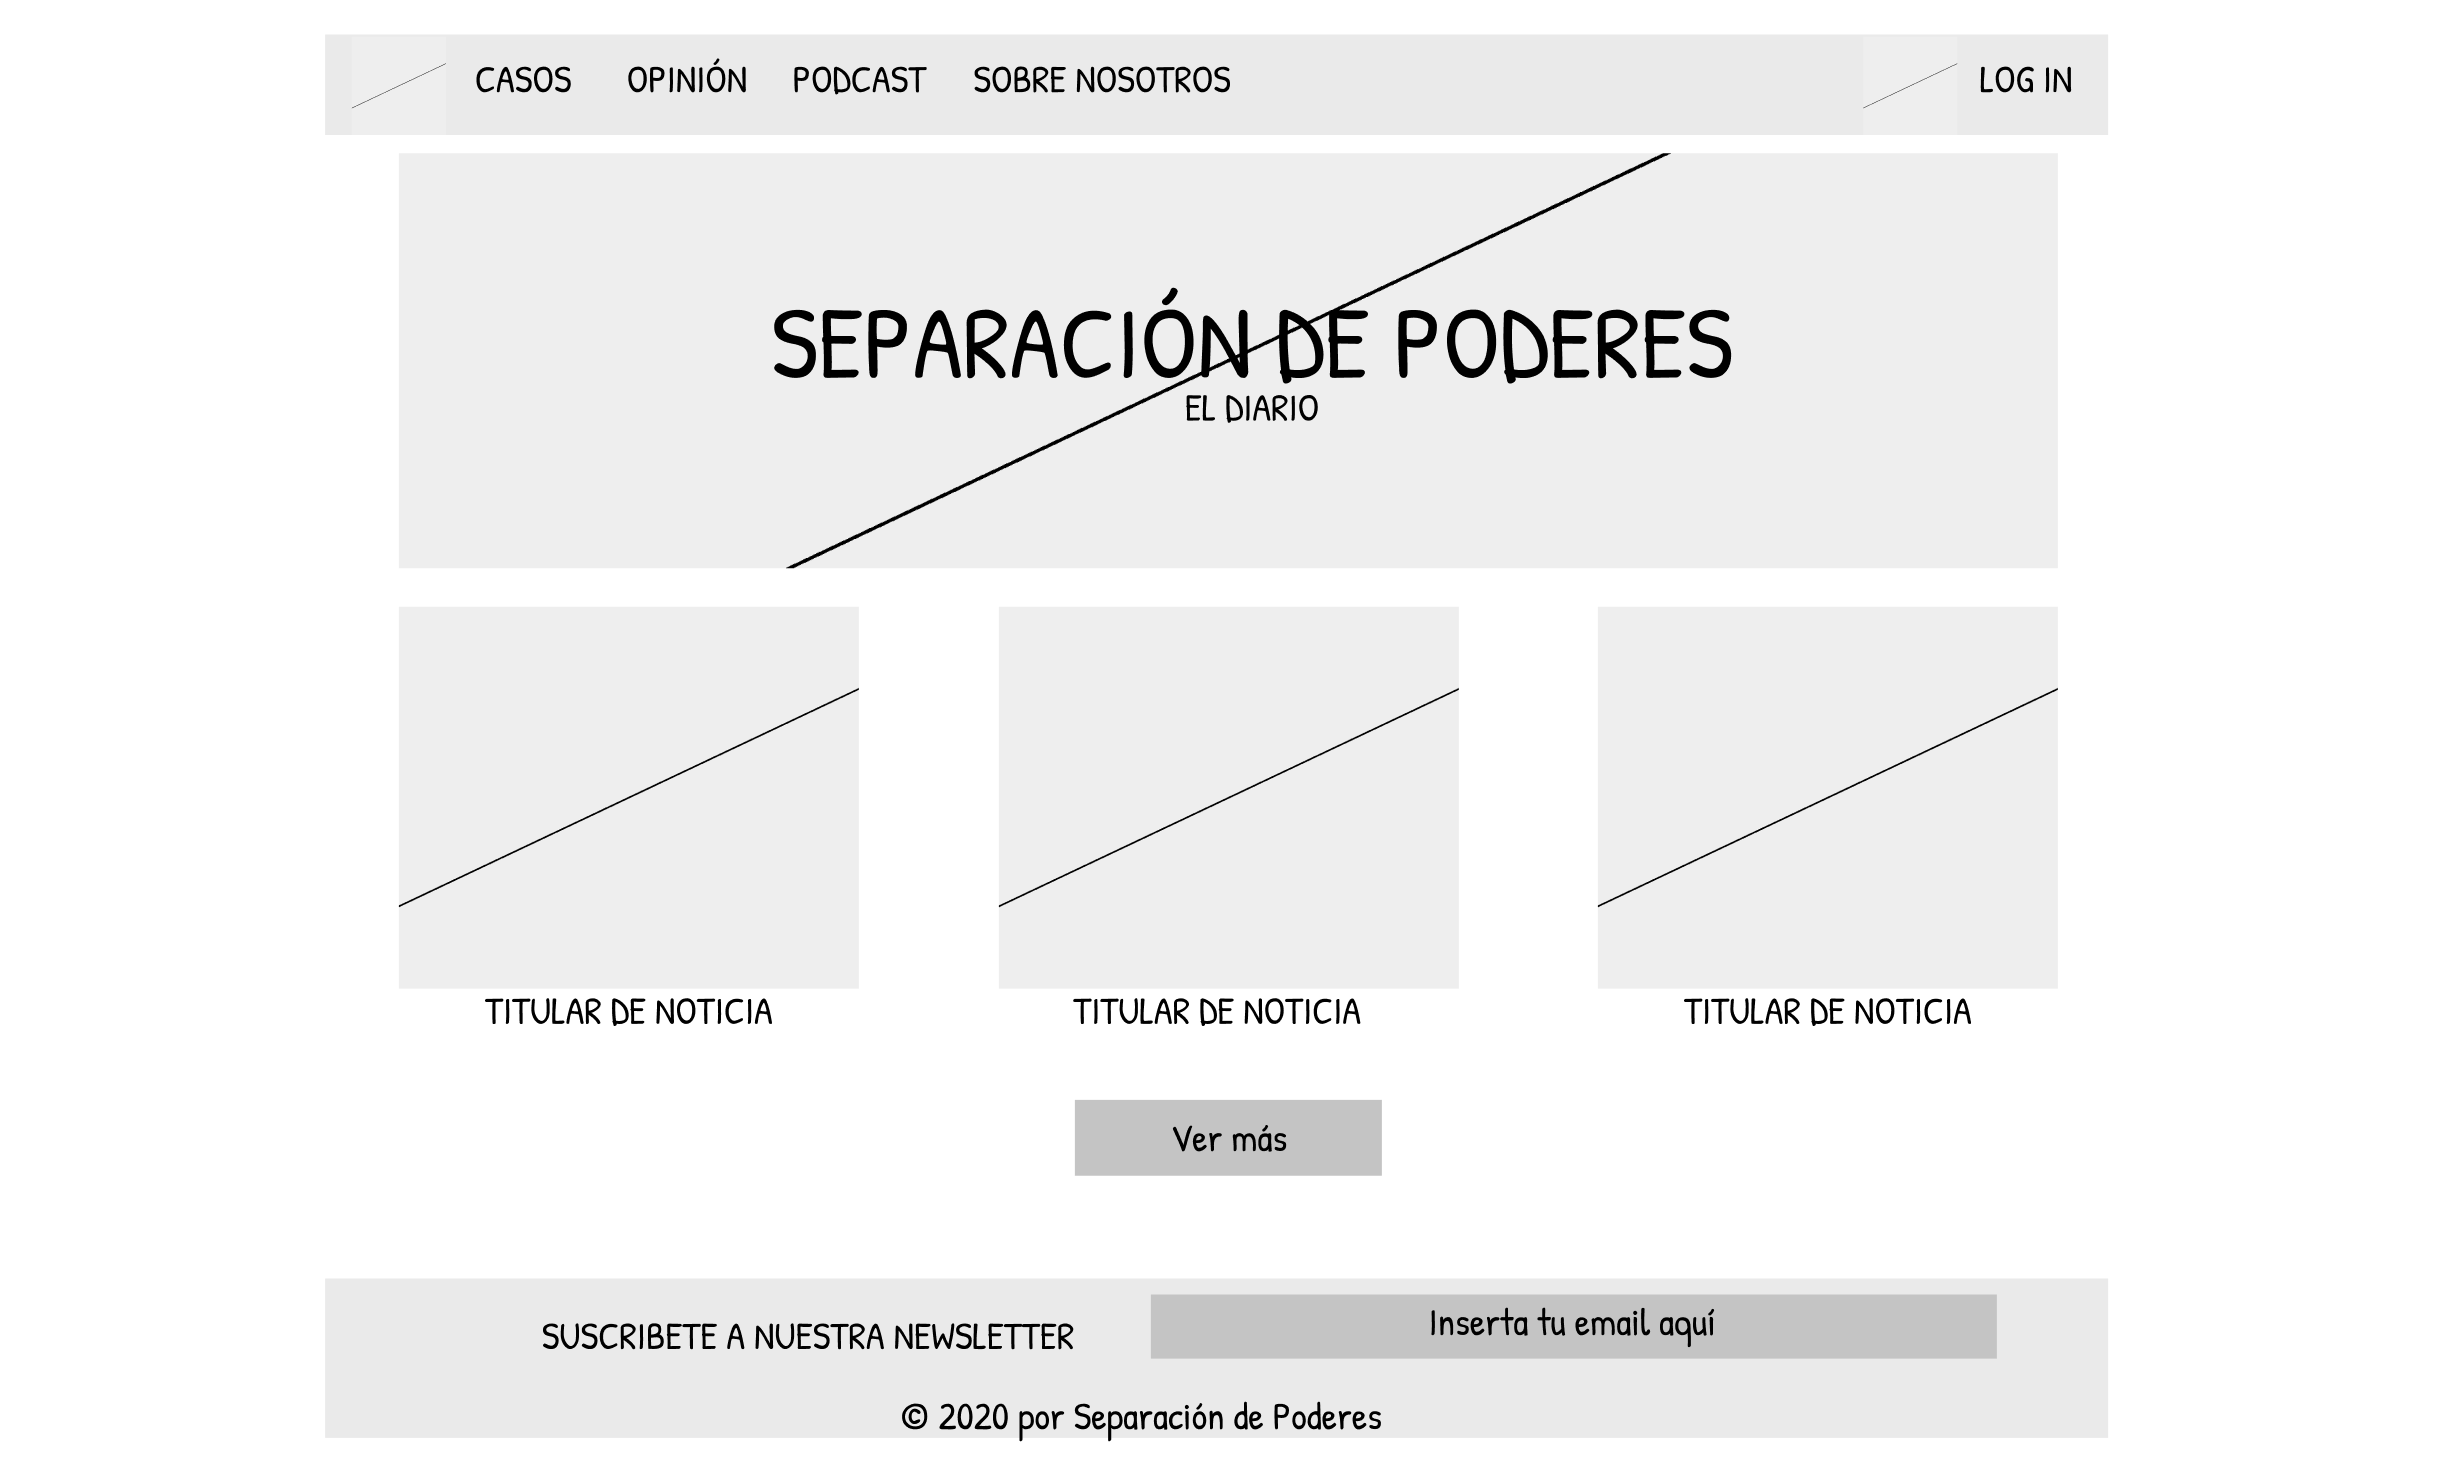 CASOS OPINIÓN PODCAST SOBRE NOSOTROS LOG IN
SEPARACIÓN DE PODERES
EL DIARIO
TITULAR DE NOTICIA TITULAR DE NOTICIA TITULAR DE NOTICIA
Ver más
SUSCRIBETE A NUESTRA NEWSLETTER Inserta tu email aquí
© 2020 por Separación de Poderes